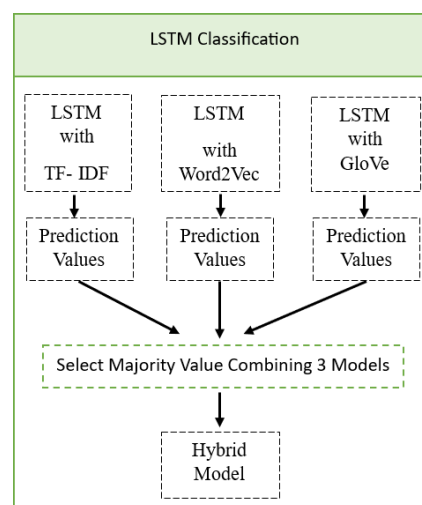 LSTM Classification
LSTM
with
TF- IDF
LSTM
with
Word2Vec
LSTM
with
GloVe
Prediction
Values
Prediction
Values
Prediction
Values
Select Majority Value Combining 3 Models
Hybrid
Model